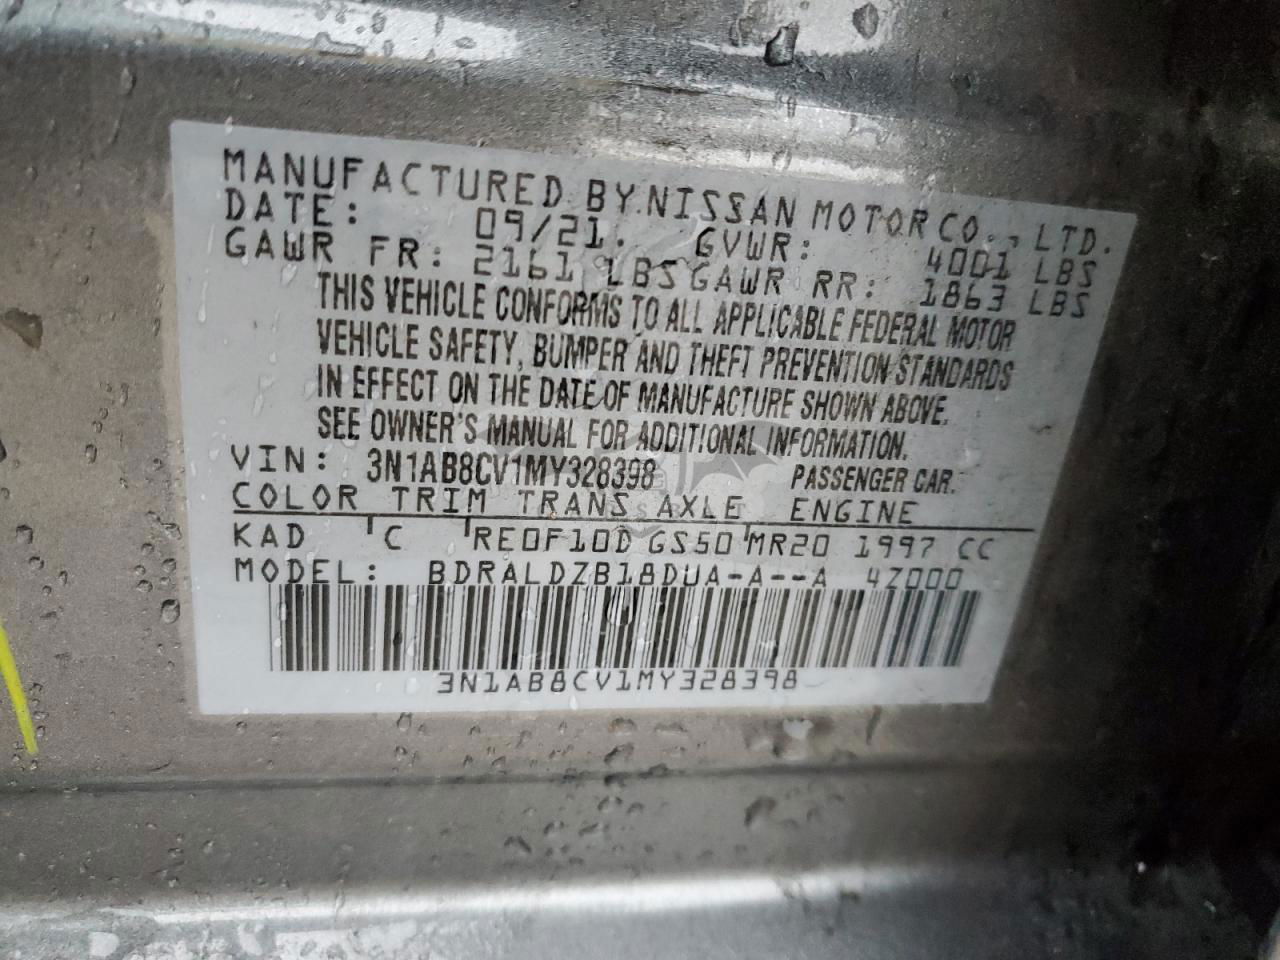 MANUFACTURED BY NISSAN MOTOR CO., LTD.
DATE: 09/21. GVWR: 4001 LBS
GAWR FR: 2161 LBS GAWR RR: 1863 LBS
THIS VEHICLE CONFORMS TO ALL APPLICABLE FEDERAL MOTOR
VEHICLE SAFETY, BUMPER AND THEFT PREVENTION STANDARDS
IN EFFECT ON THE DATE OF MANUFACTURE SHOWN ABOVE.
SEE OWNER'S MANUAL FOR ADDITIONAL INFORMATION.
VIN: 3N1AB8CV1MY328398 PASSENGER CAR.
COLOR TRIM TRANS AXLE ENGINE
KAD C RE0F10D GS50 MR20 1997 CC
MODEL: BDRALDZB18DUA-A--A 4Z000
3N1AB8CV1MY328398